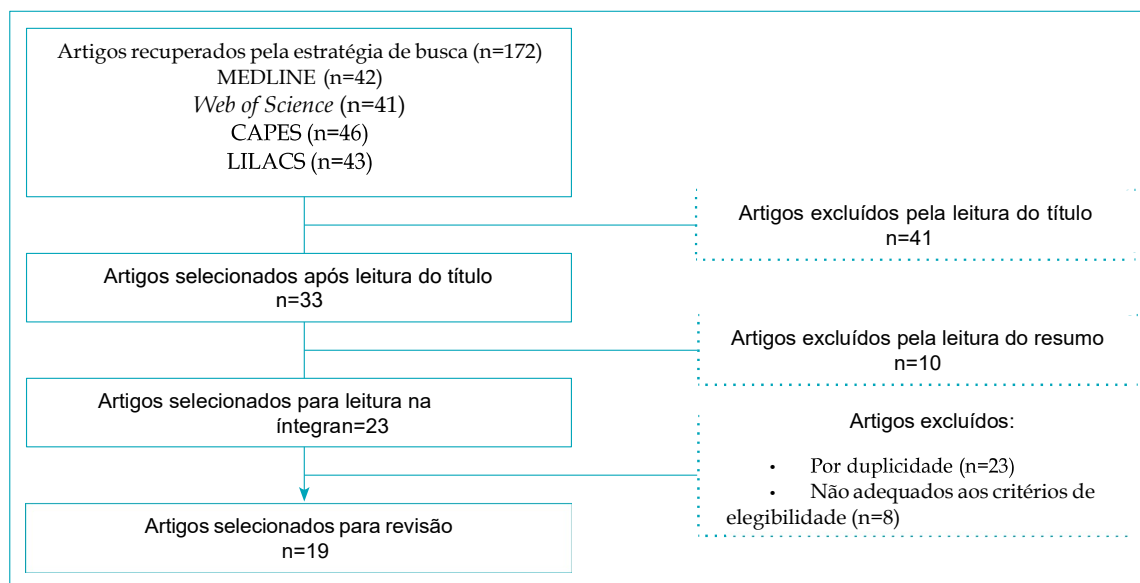 Artigos recuperados pela estratégia de busca (n=172)
MEDLINE (n=42)
Web of Science (n=41)
CAPES (n=46)
LILACS (n=43)
Artigos excluídos pela leitura do título
n=41
Artigos selecionados após leitura do título
n=33
Artigos excluídos pela leitura do resumo
n=10
Artigos selecionados para leitura na
íntegran=23
Artigos excluídos:
• Por duplicidade (n=23)
• Não adequados aos critérios de
elegibilidade (n=8)
Artigos selecionados para revisão
n=19